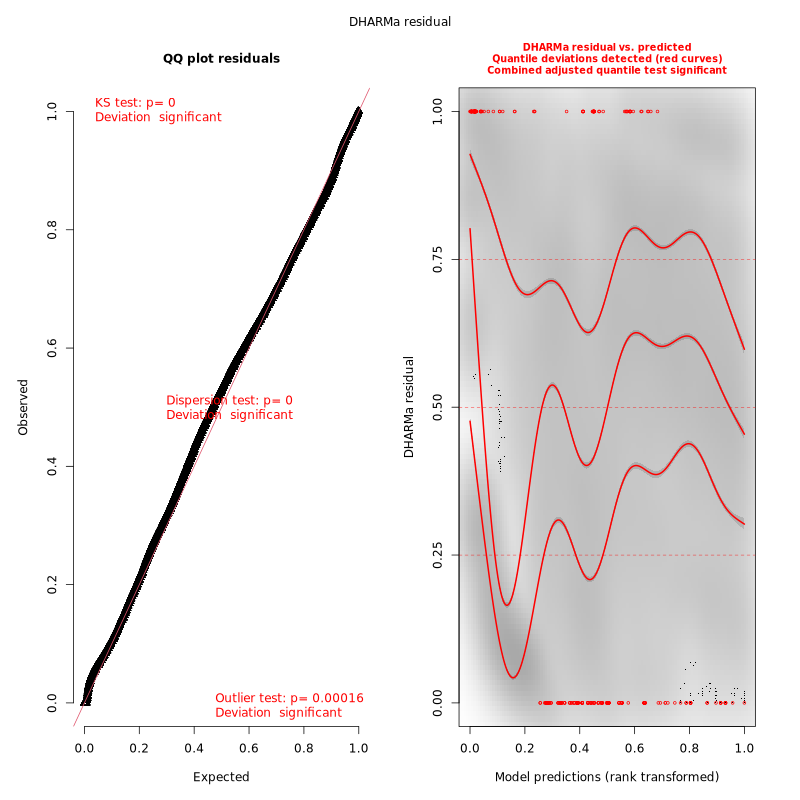 DHARMa residual
QQ plot residuals
KS test: p= 0
Deviation  significant
Dispersion test: p= 0
Deviation  significant
Outlier test: p= 0.00016
Deviation  significant
Observed
0.0
0.2
0.4
0.6
0.8
1.0
0.0
0.2
0.4
0.6
0.8
1.0
Expected
DHARMa residual vs. predicted
Quantile deviations detected (red curves)
Combined adjusted quantile test significant
DHARMa residual
0.00
0.25
0.50
0.75
1.00
0.0
0.2
0.4
0.6
0.8
1.0
Model predictions (rank transformed)